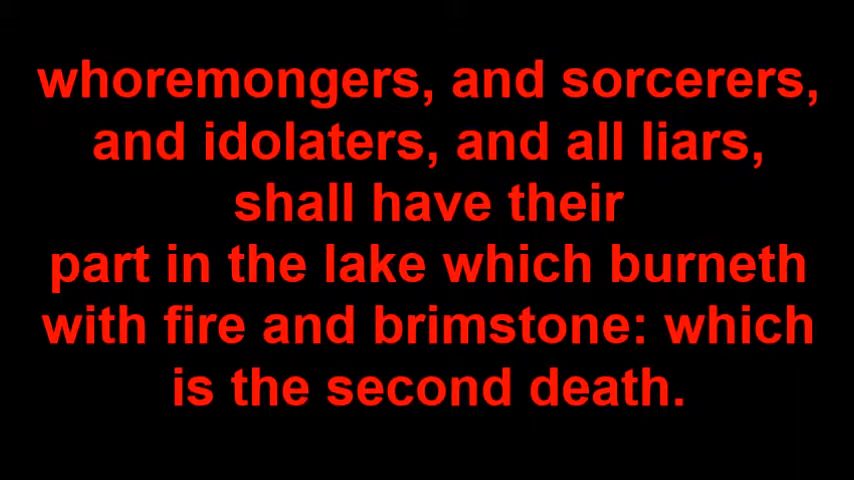 whoremongers, and sorcerers,
and idolaters, and all liars,
shall have their
part in the lake which burneth
with fire and brimstone: which
is the second death.